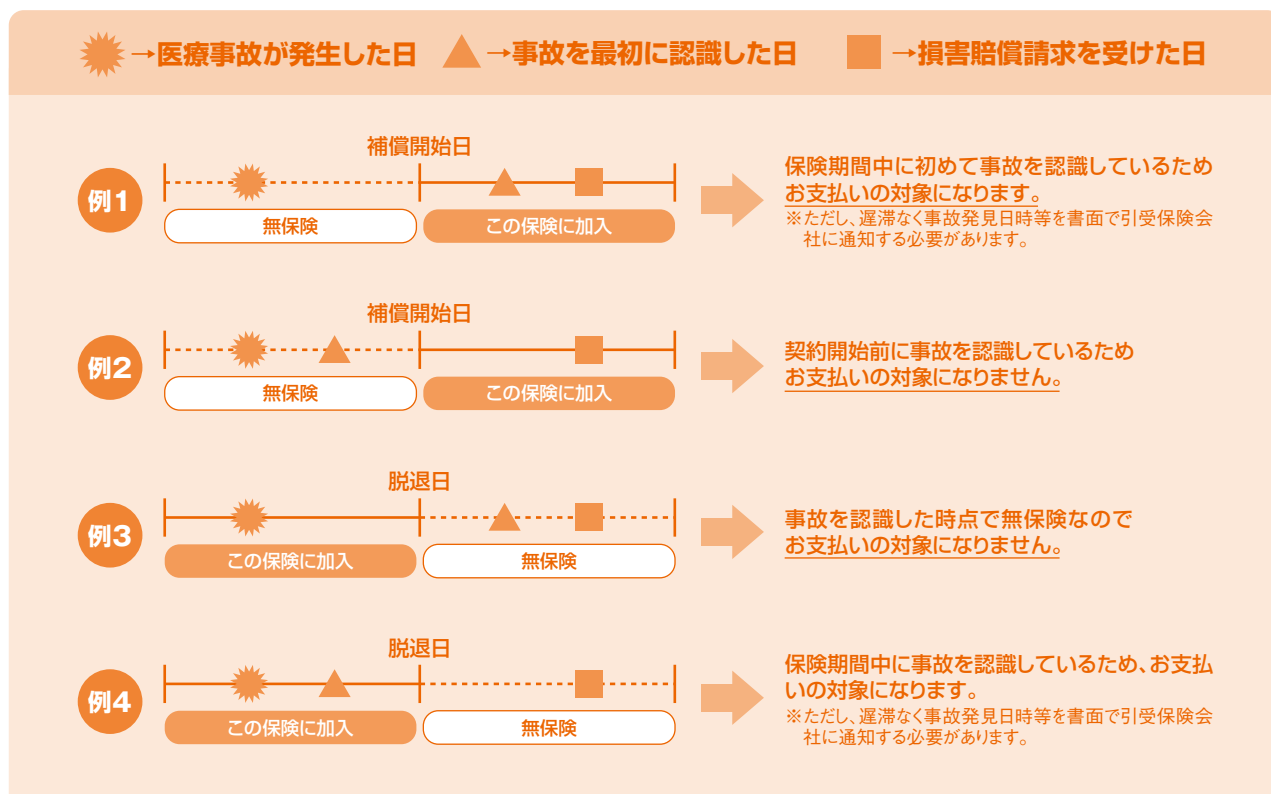 →医療事故が発生した日 →事故を最初に認識した日 →損害賠償請求を受けた日
例1
補償開始日
無保険 この保険に加入
保険期間中に初めて事故を認識しているため
お支払いの対象になります。
※ただし、遅滞なく事故発見日時等を書面で引受保険会
社に通知する必要があります。
例2
補償開始日
無保険 この保険に加入
契約開始前に事故を認識しているため
お支払いの対象になりません。
例3
脱退日
この保険に加入 無保険
事故を認識した時点で無保険なので
お支払いの対象になりません。
例4
脱退日
この保険に加入 無保険
保険期間中に事故を認識しているため、お支払
いの対象になります。
※ただし、遅滞なく事故発見日時等を書面で引受保険会
社に通知する必要があります。